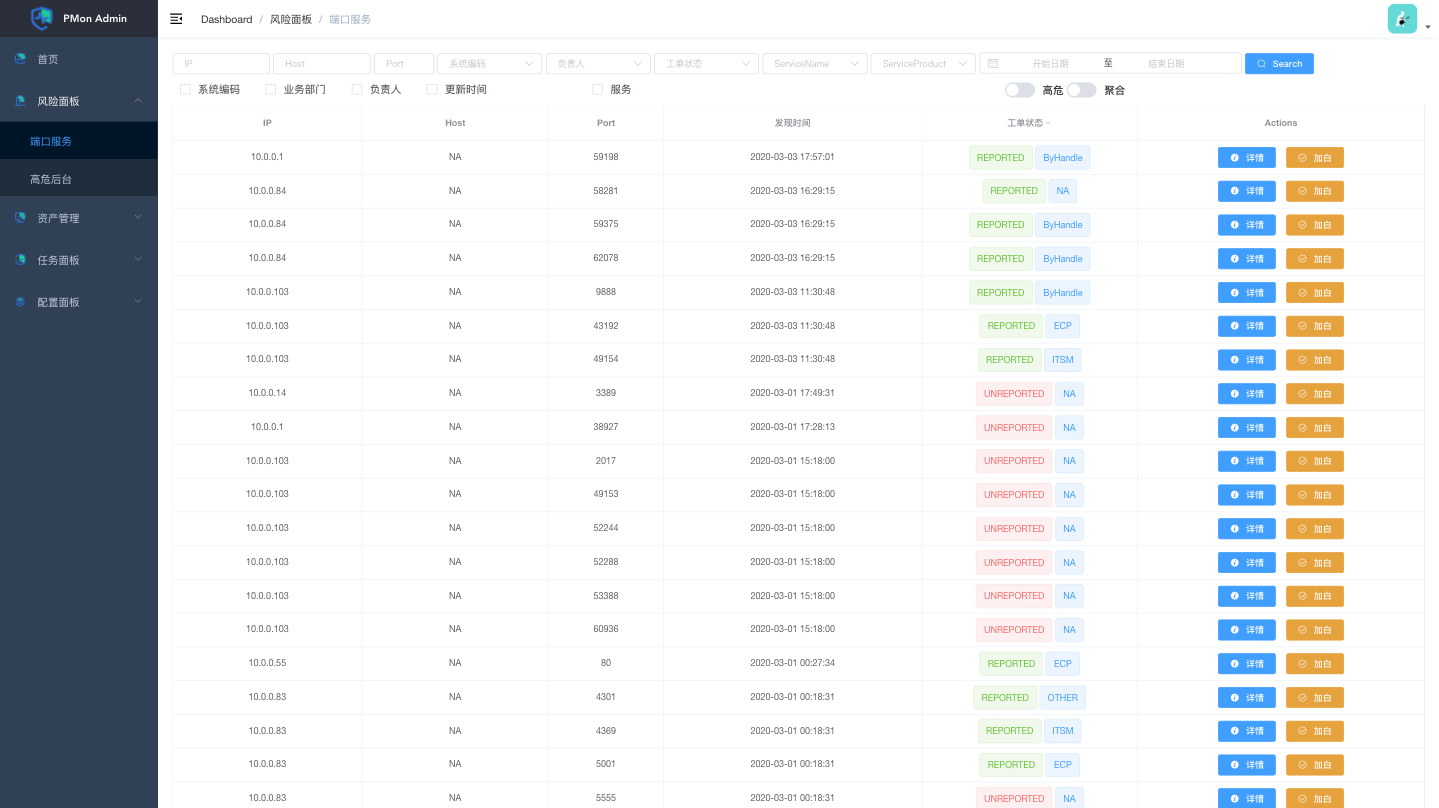 PMon Admin
Dashboard / 风险面板 / 端口服务
首页
风险面板
端口服务
高危后台
资产管理
任务面板
配置面板
IP Host Port 系统编码 负责人 工单状态 ServiceName ServiceProduct 开始日期 至 结束日期 Search
系统编码 业务部门 负责人 更新时间 服务 高危 聚合
IP Host Port 发现时间 工单状态 Actions
10.0.0.1 NA 59198 2020-03-03 17:57:01 REPORTED ByHandle 详情 加白
10.0.0.84 NA 58281 2020-03-03 16:29:15 REPORTED NA 详情 加白
10.0.0.84 NA 59375 2020-03-03 16:29:15 REPORTED ByHandle 详情 加白
10.0.0.84 NA 62078 2020-03-03 16:29:15 REPORTED ByHandle 详情 加白
10.0.0.103 NA 9888 2020-03-03 11:30:48 REPORTED ByHandle 详情 加白
10.0.0.103 NA 43192 2020-03-03 11:30:48 REPORTED ECP 详情 加白
10.0.0.103 NA 49154 2020-03-03 11:30:48 REPORTED ITSM 详情 加白
10.0.0.14 NA 3389 2020-03-01 17:49:31 UNREPORTED NA 详情 加白
10.0.0.1 NA 38927 2020-03-01 17:28:13 UNREPORTED NA 详情 加白
10.0.0.103 NA 2017 2020-03-01 15:18:00 UNREPORTED NA 详情 加白
10.0.0.103 NA 49153 2020-03-01 15:18:00 UNREPORTED NA 详情 加白
10.0.0.103 NA 52244 2020-03-01 15:18:00 UNREPORTED NA 详情 加白
10.0.0.103 NA 52288 2020-03-01 15:18:00 UNREPORTED NA 详情 加白
10.0.0.103 NA 53388 2020-03-01 15:18:00 UNREPORTED NA 详情 加白
10.0.0.103 NA 60936 2020-03-01 15:18:00 UNREPORTED NA 详情 加白
10.0.0.55 NA 80 2020-03-01 00:27:34 REPORTED ECP 详情 加白
10.0.0.83 NA 4301 2020-03-01 00:18:31 REPORTED OTHER 详情 加白
10.0.0.83 NA 4369 2020-03-01 00:18:31 REPORTED ITSM 详情 加白
10.0.0.83 NA 5001 2020-03-01 00:18:31 REPORTED ECP 详情 加白
10.0.0.83 NA 5555 2020-03-01 00:18:31 UNREPORTED NA 详情 加白